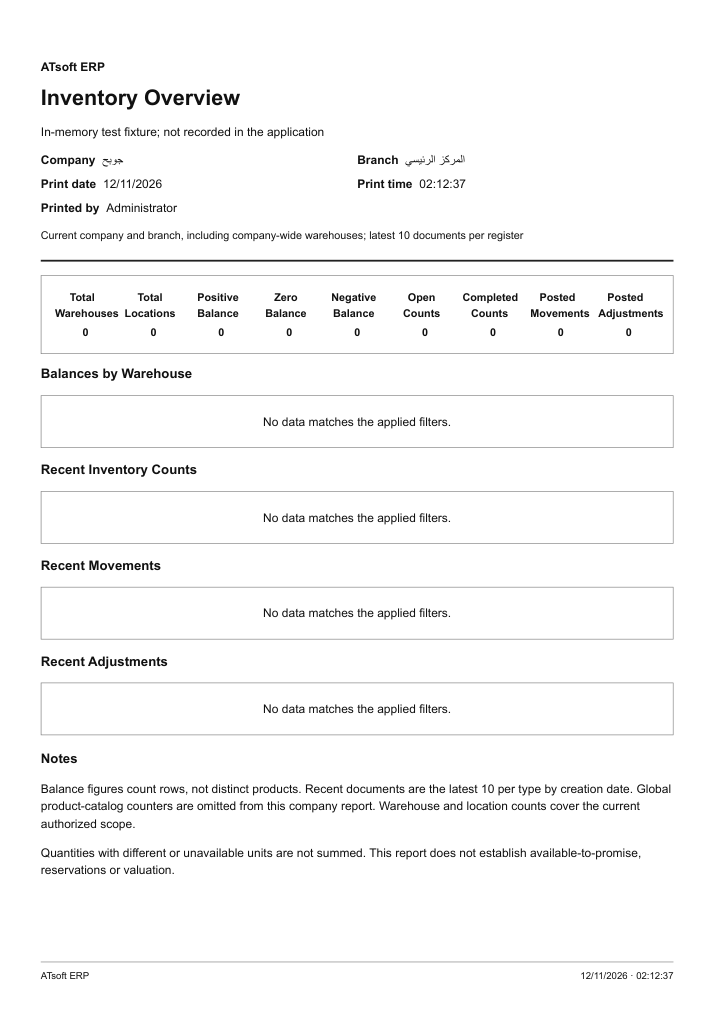 ATsoft ERP
Inventory Overview
In-memory test fixture; not recorded in the application
Company جوبح
Branch المركز الرئيسي
Print date 12/11/2026
Print time 02:12:37
Printed by Administrator
Current company and branch, including company-wide warehouses; latest 10 documents per register
Total Total Positive Zero Negative Open Completed Posted Posted
Warehouses Locations Balance Balance Balance Counts Counts Movements Adjustments
0 0 0 0 0 0 0 0 0
Balances by Warehouse
No data matches the applied filters.
Recent Inventory Counts
No data matches the applied filters.
Recent Movements
No data matches the applied filters.
Recent Adjustments
No data matches the applied filters.
Notes
Balance figures count rows, not distinct products. Recent documents are the latest 10 per type by creation date. Global
product-catalog counters are omitted from this company report. Warehouse and location counts cover the current
authorized scope.
Quantities with different or unavailable units are not summed. This report does not establish available-to-promise,
reservations or valuation.
ATsoft ERP
12/11/2026 · 02:12:37